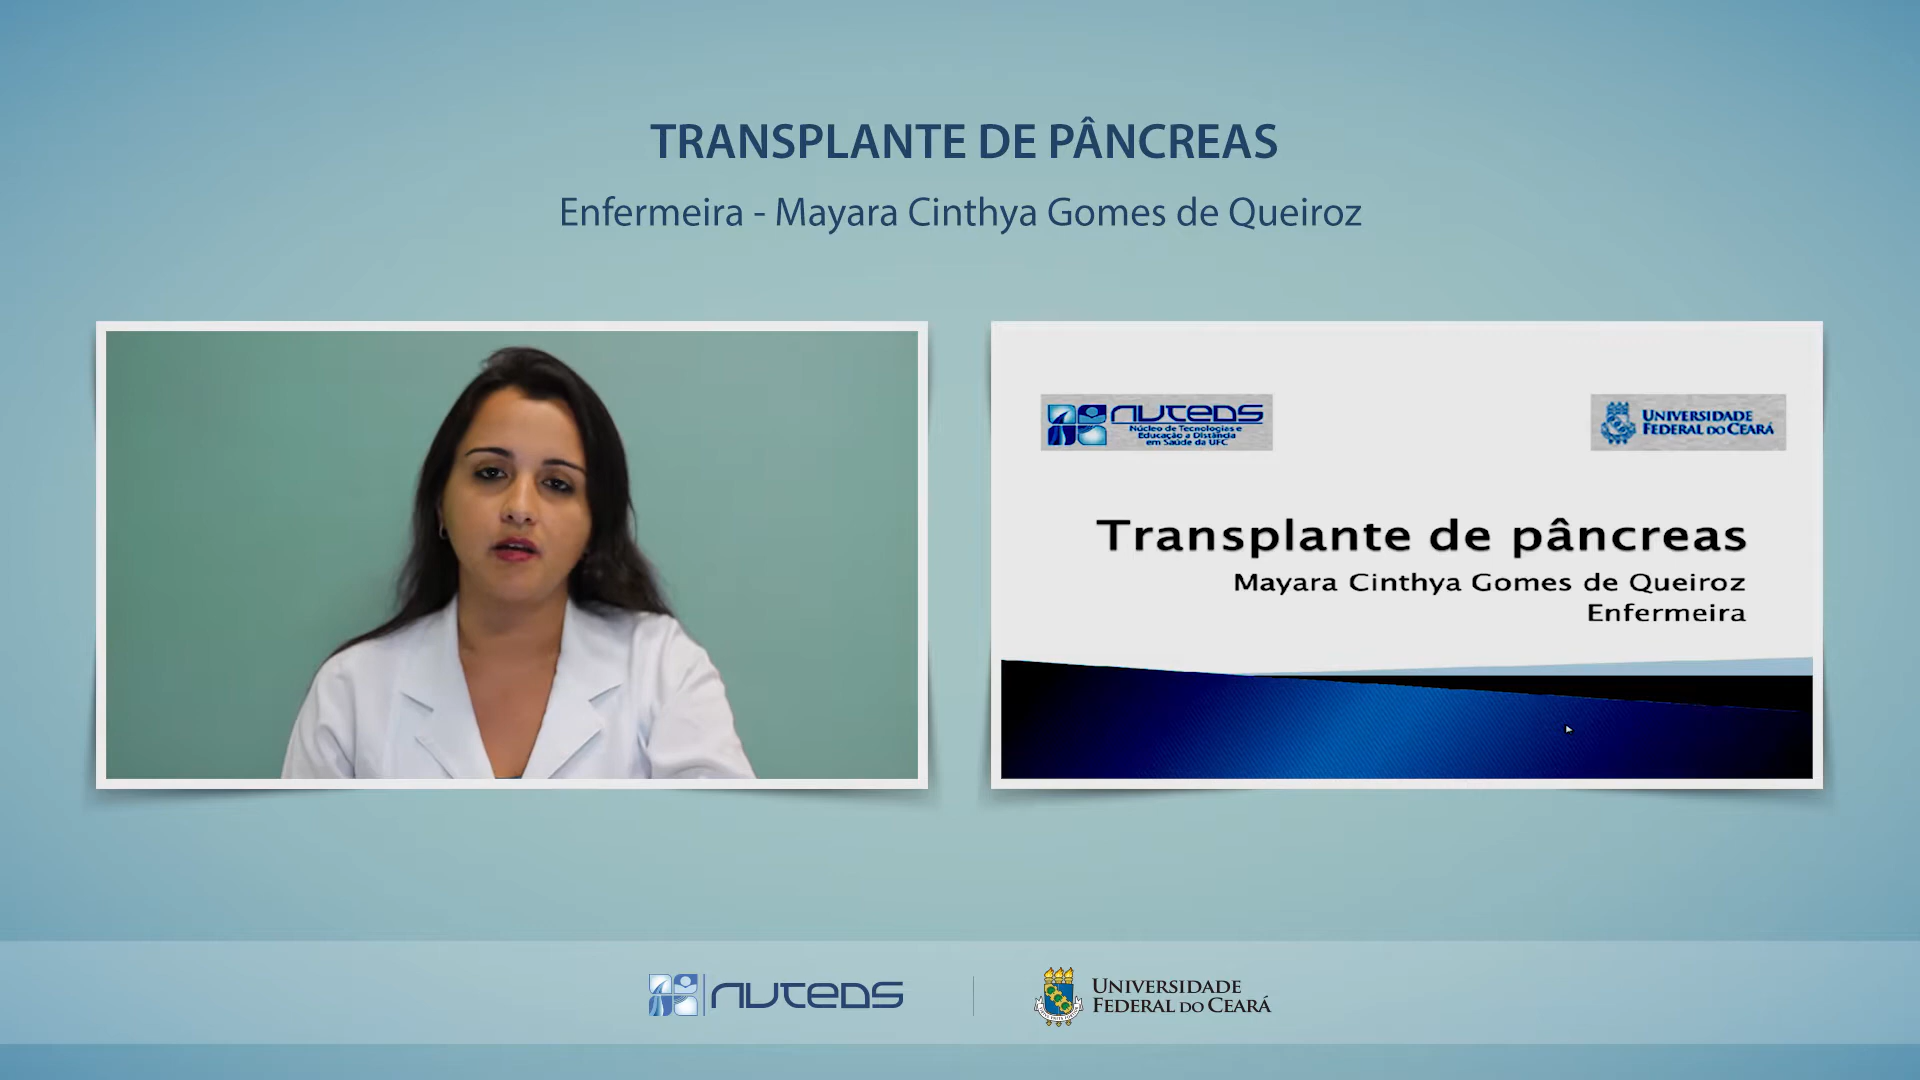 TRANSPLANTE DE PÂNCREAS
Enfermeira - Mayara Cinthya Gomes de Queiroz
NUTEDS
Núcleo de Tecnologias e
Educação a Distância
em Saúde da UFC
UNIVERSIDADE
FEDERAL DO CEARÁ
Transplante de pâncreas
Mayara Cinthya Gomes de Queiroz
Enfermeira
NUTEDS
UNIVERSIDADE
FEDERAL DO CEARÁ